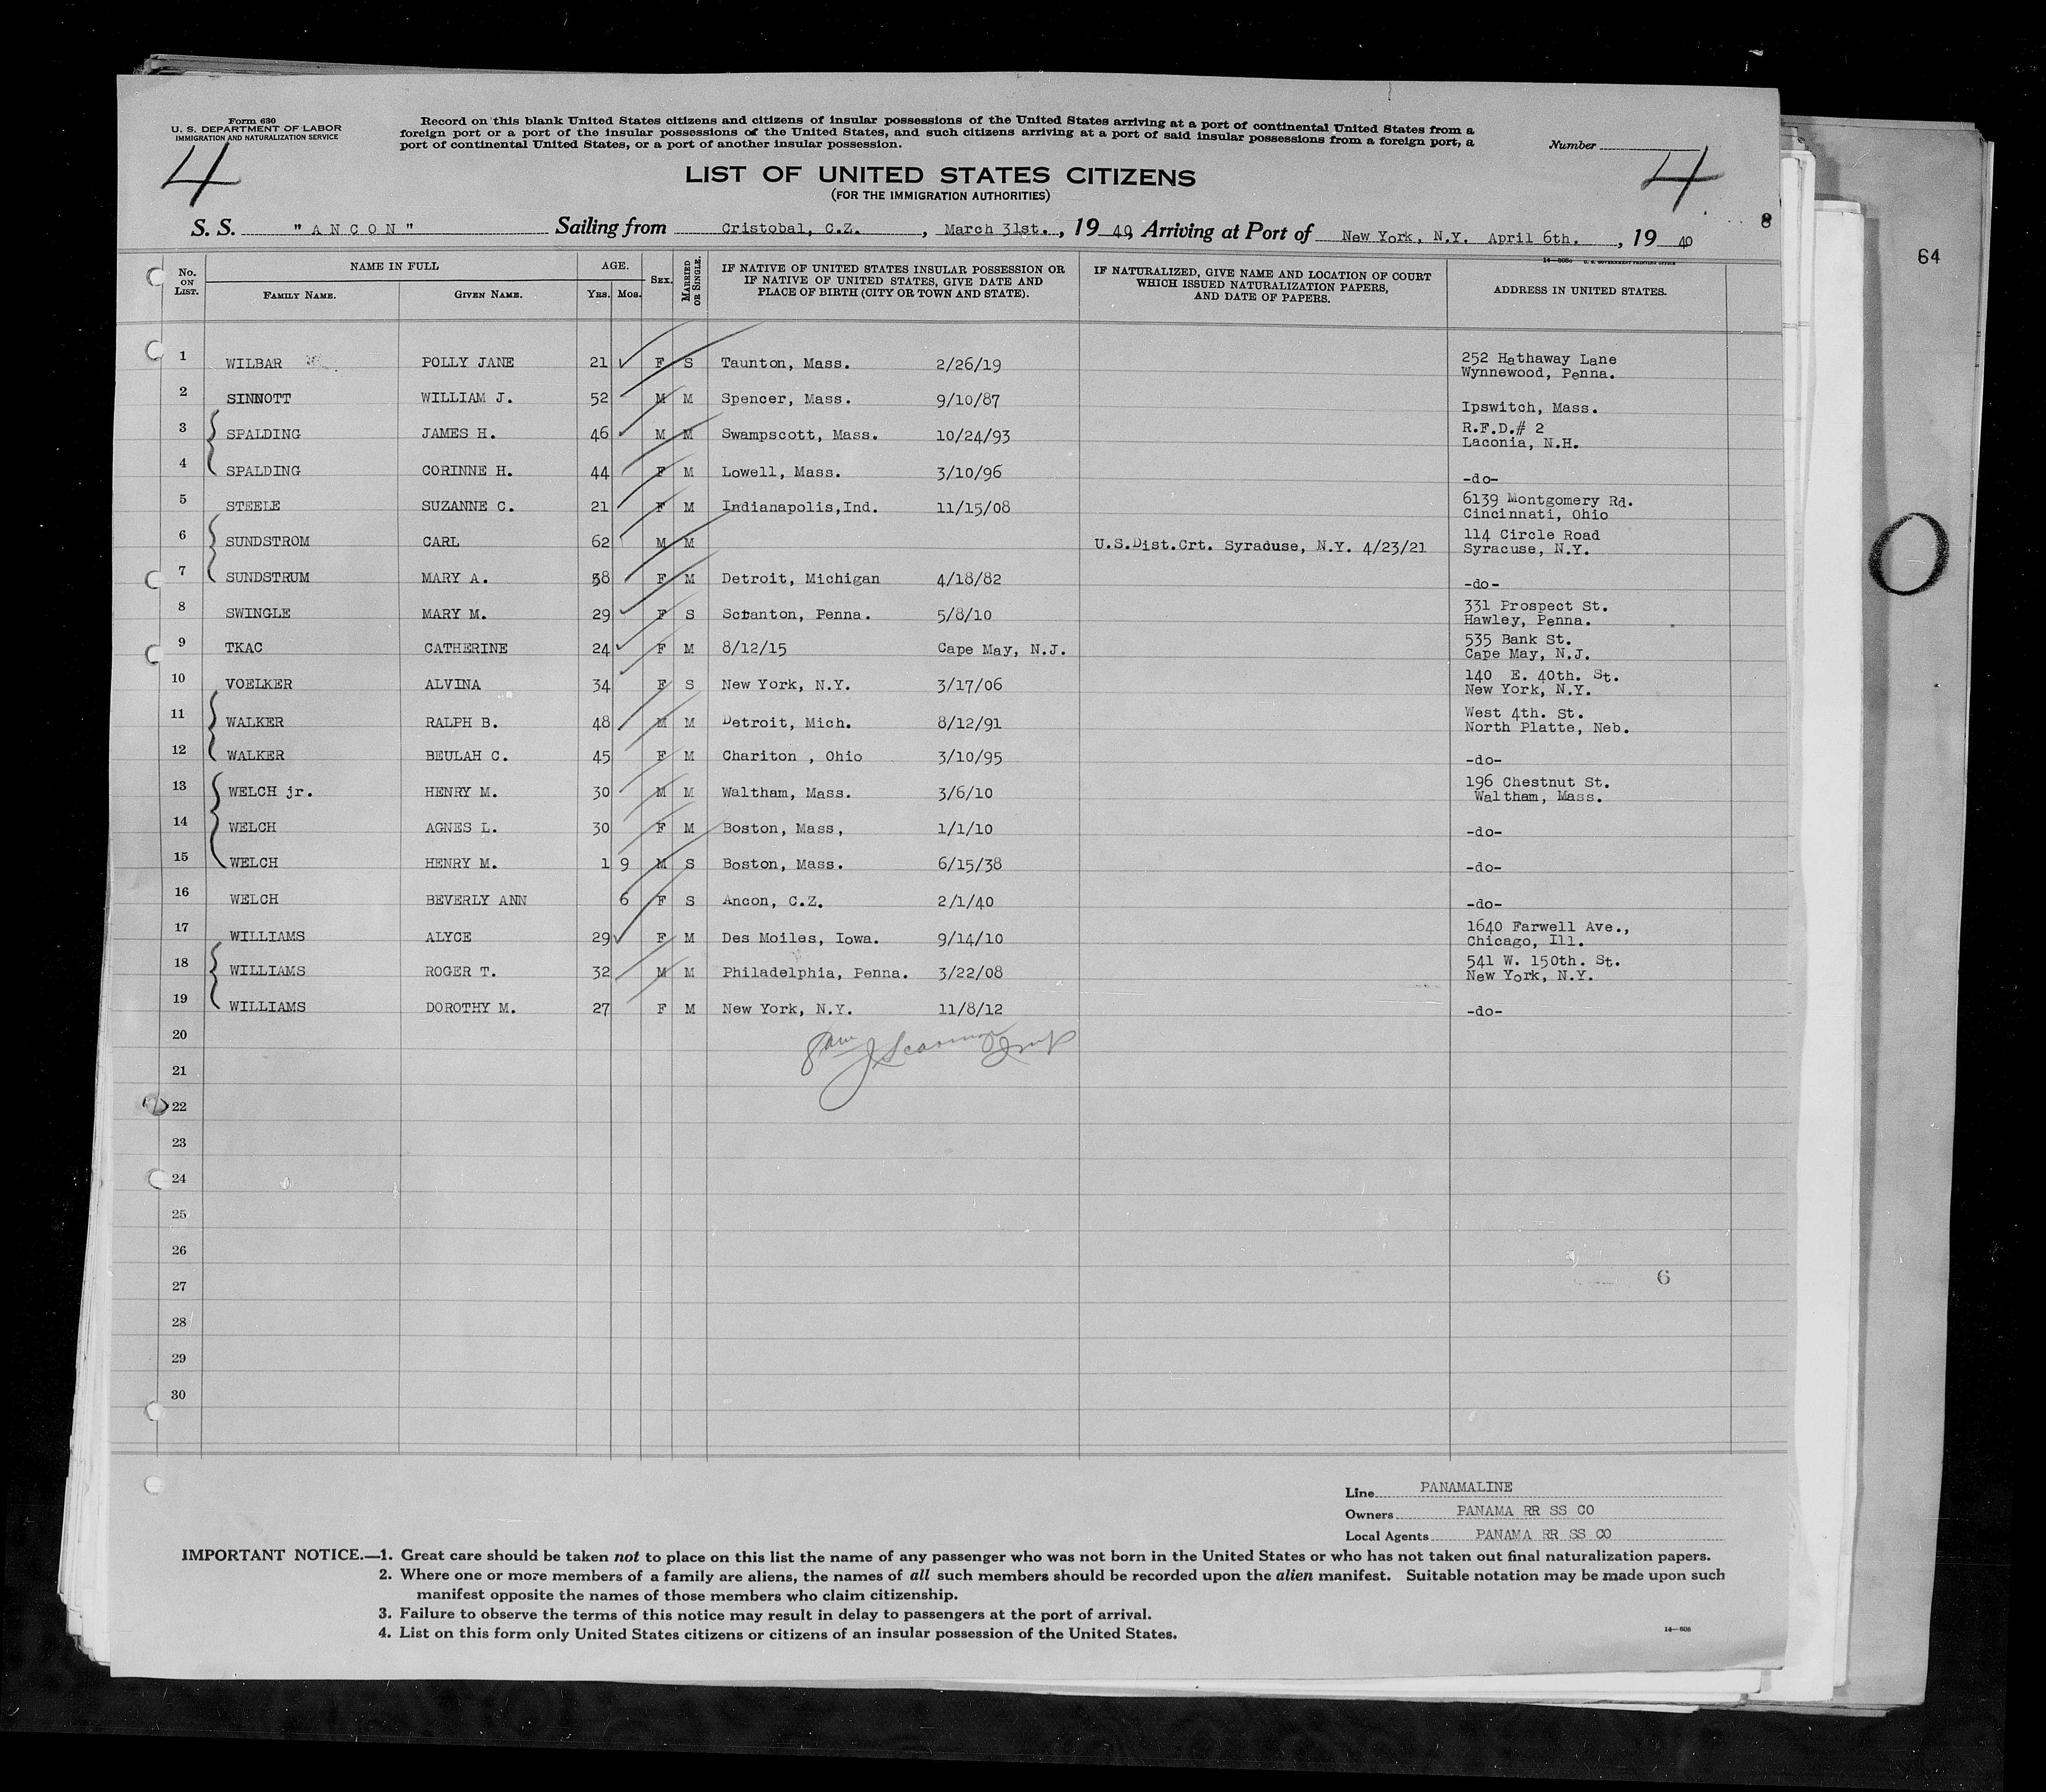 Form 630
U. S. DEPARTMENT OF LABOR
IMMIGRATION AND NATURALIZATION SERVICE
Record on this blank United States citizens and citizens of insular possessions of the United States arriving at a port of continental United States from a
foreign port or a port of the insular possessions of the United States, and such citizens arriving at a port of said insular possessions from a foreign port, a
port of continental United States, or a port of another insular possession.
Number
4
4
LIST OF UNITED STATES CITIZENS
(FOR THE IMMIGRATION AUTHORITIES)
8
S. S. "ANCON" Sailing from Cristobal, C.Z. , March 31st. , 19 40, Arriving at Port of New York, N.Y. April 6th. , 19 40
64
No. ON LIST. NAME IN FULL FAMILY NAME. GIVEN NAME. AGE. Yrs. Mos. SEX. MARRIED OR SINGLE. IF NATIVE OF UNITED STATES INSULAR POSSESSION OR IF NATIVE OF UNITED STATES, GIVE DATE AND PLACE OF BIRTH (CITY OR TOWN AND STATE). IF NATURALIZED, GIVE NAME AND LOCATION OF COURT WHICH ISSUED NATURALIZATION PAPERS, AND DATE OF PAPERS. ADDRESS IN UNITED STATES.
1 WILBAR POLLY JANE 21 F S Taunton, Mass. 2/26/19 252 Hathaway Lane
Wynnewood, Penna.
2 SINNOTT WILLIAM J. 52 M M Spencer, Mass. 9/10/87 Ipswitch, Mass.
3 SPALDING JAMES H. 46 M M Swampscott, Mass. 10/24/93 R.F.D.# 2
Laconia, N.H.
4 SPALDING CORINNE H. 44 F M Lowell, Mass. 3/10/96 -do-
5 STEELE SUZANNE C. 21 F M Indianapolis,Ind. 11/15/08 6139 Montgomery Rd.
Cincinnati, Ohio
6 SUNDSTROM CARL 62 M M U.S.Dist.Crt. Syracuse, N.Y. 4/23/21 114 Circle Road
Syracuse, N.Y.
7 SUNDSTRUM MARY A. 58 F M Detroit, Michigan 4/18/82 -do-
8 SWINGLE MARY M. 29 F S Scranton, Penna. 5/8/10 331 Prospect St.
Hawley, Penna.
9 TKAC CATHERINE 24 F M 8/12/15 Cape May, N.J. 535 Bank St.
Cape May, N.J.
10 VOELKER ALVINA 34 F S New York, N.Y. 3/17/06 140 E. 40th. St.
New York, N.Y.
11 WALKER RALPH B. 48 M M Detroit, Mich. 8/12/91 West 4th. St.
North Platte, Neb.
12 WALKER BEULAH C. 45 F M Chariton , Ohio 3/10/95 -do-
13 WELCH jr. HENRY M. 30 M M Waltham, Mass. 3/6/10 196 Chestnut St.
Waltham, Mass.
14 WELCH AGNES L. 30 F M Boston, Mass, 1/1/10 -do-
15 WELCH HENRY M. 1 9 M S Boston, Mass. 6/15/38 -do-
16 WELCH BEVERLY ANN 6 F S Ancon, C.Z. 2/1/40 -do-
17 WILLIAMS ALYCE 29 F M Des Moiles, Iowa. 9/14/10 1640 Farwell Ave.,
Chicago, Ill.
18 WILLIAMS ROGER T. 32 M M Philadelphia, Penna. 3/22/08 541 W. 150th. St.
New York, N.Y.
19 WILLIAMS DOROTHY M. 27 F M New York, N.Y. 11/8/12 -do-
20
21
22
23
24
25
26
27 6
28
29
30
Line PANAMALINE
Owners PANAMA RR SS CO
Local Agents PANAMA RR SS CO
IMPORTANT NOTICE.—1. Great care should be taken not to place on this list the name of any passenger who was not born in the United States or who has not taken out final naturalization papers.
2. Where one or more members of a family are aliens, the names of all such members should be recorded upon the alien manifest. Suitable notation may be made upon such
manifest opposite the names of those members who claim citizenship.
3. Failure to observe the terms of this notice may result in delay to passengers at the port of arrival.
4. List on this form only United States citizens or citizens of an insular possession of the United States.